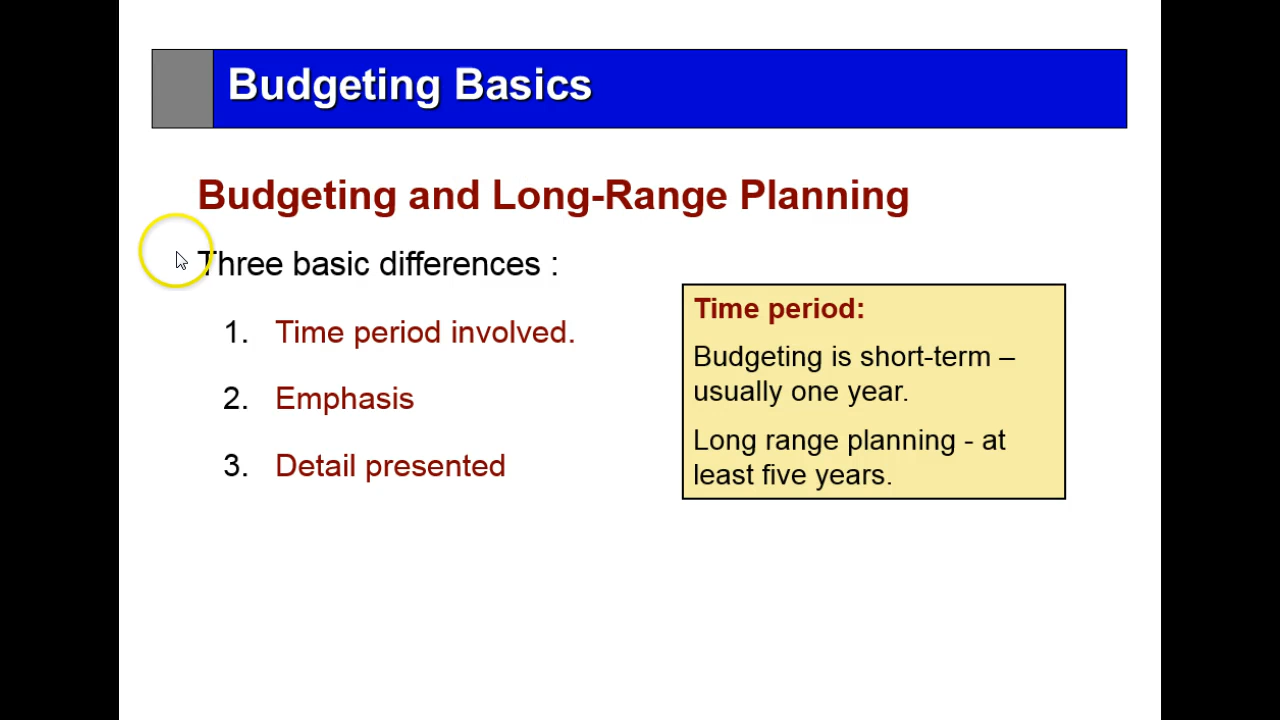 Budgeting Basics
Budgeting and Long-Range Planning
Three basic differences :
1. Time period involved.
2. Emphasis
3. Detail presented
Time period:
Budgeting is short-term –
usually one year.
Long range planning - at
least five years.